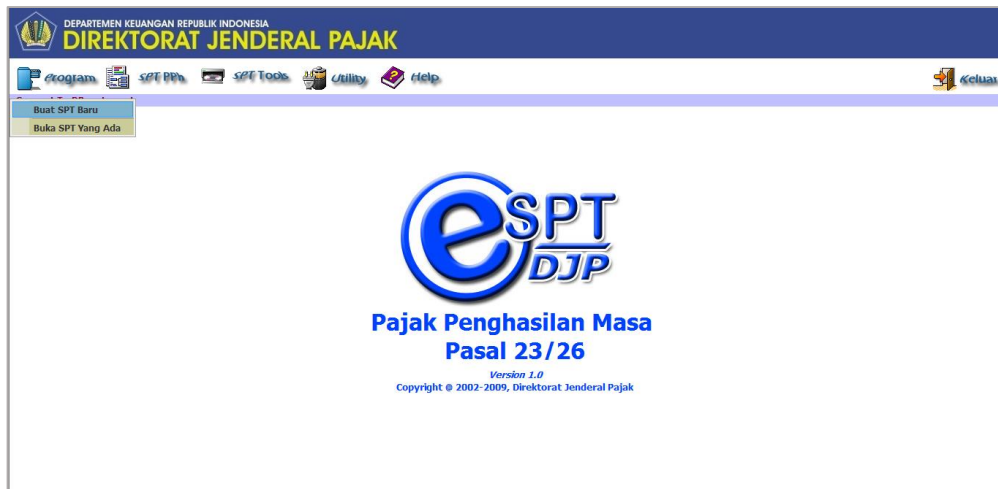 DEPARTEMEN KEUANGAN REPUBLIK INDONESIA
DIREKTORAT JENDERAL PAJAK
Program SPT PPh SPT Tools Utility Help Keluar
Buat SPT Baru
Buka SPT Yang Ada
e SPT
DJP
Pajak Penghasilan Masa
Pasal 23/26
Version 1.0
Copyright @ 2002-2009, Direktorat Jenderal Pajak